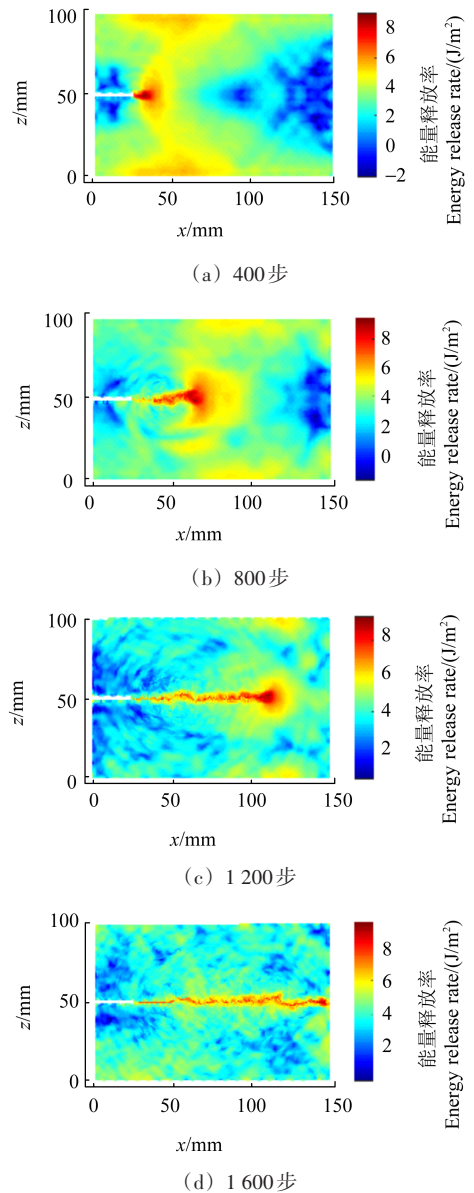 100
50
0
z/mm
0
50
100
150
x/mm
8
6
4
2
0
−2
能量释放率
Energy release rate/(J/m²)
(a) 400步
100
50
0
z/mm
0
50
100
150
x/mm
8
6
4
2
0
能量释放率
Energy release rate/(J/m²)
(b) 800步
100
50
0
z/mm
0
50
100
150
x/mm
8
6
4
2
能量释放率
Energy release rate/(J/m²)
(c) 1 200步
100
50
0
z/mm
0
50
100
150
x/mm
8
6
4
2
能量释放率
Energy release rate/(J/m²)
(d) 1 600步